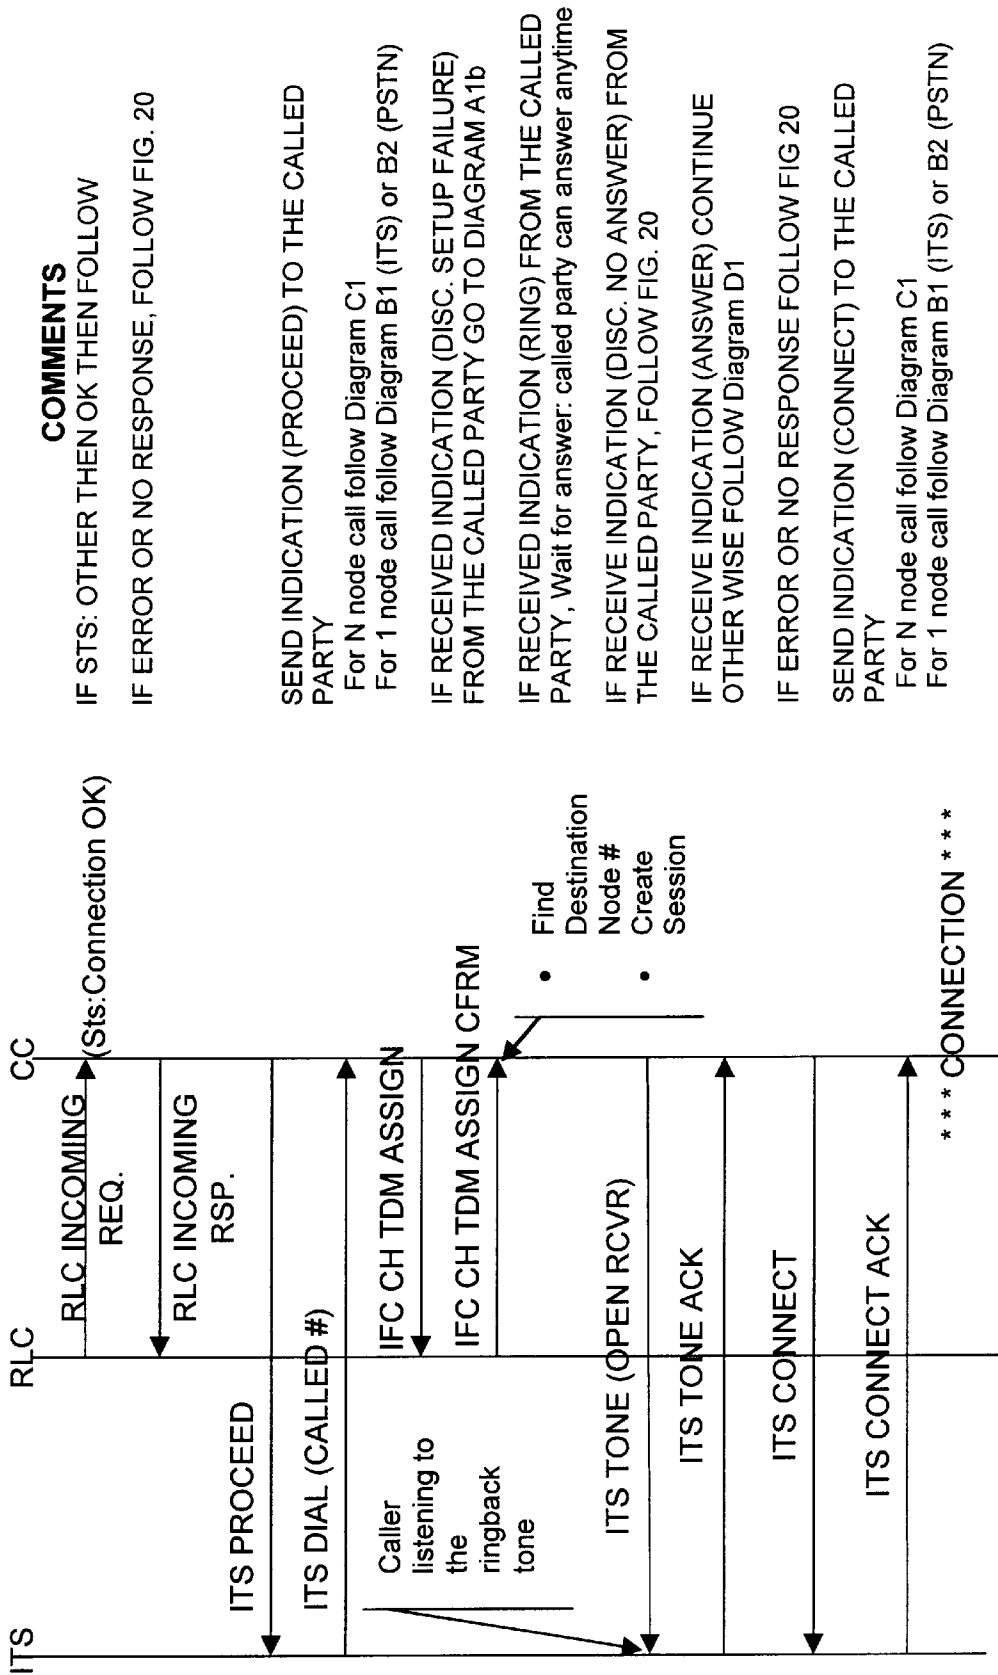 ITS
RLC
CC
RLC INCOMING
REQ.
(Sts:Connection OK)
RLC INCOMING
RSP.
ITS PROCEED
ITS DIAL (CALLED #)
IFC CH TDM ASSIGN
Caller
listening to
the
ringback
tone
IFC CH TDM ASSIGN CFRM
• Find
Destination
Node #
• Create
Session
ITS TONE (OPEN RCVR)
ITS TONE ACK
ITS CONNECT
ITS CONNECT ACK
* * * CONNECTION * * *
COMMENTS
IF STS: OTHER THEN OK THEN FOLLOW
IF ERROR OR NO RESPONSE, FOLLOW FIG. 20
SEND INDICATION (PROCEED) TO THE CALLED
PARTY
For N node call follow Diagram C1
For 1 node call follow Diagram B1 (ITS) or B2 (PSTN)
IF RECEIVED INDICATION (DISC. SETUP FAILURE)
FROM THE CALLED PARTY GO TO DIAGRAM A1b
IF RECEIVED INDICATION (RING) FROM THE CALLED
PARTY, Wait for answer: called party can answer anytime
IF RECEIVE INDICATION (DISC. NO ANSWER) FROM
THE CALLED PARTY, FOLLOW FIG. 20
IF RECEIVE INDICATION (ANSWER) CONTINUE
OTHER WISE FOLLOW Diagram D1
IF ERROR OR NO RESPONSE FOLLOW FIG 20
SEND INDICATION (CONNECT) TO THE CALLED
PARTY
For N node call follow Diagram C1
For 1 node call follow Diagram B1 (ITS) or B2 (PSTN)